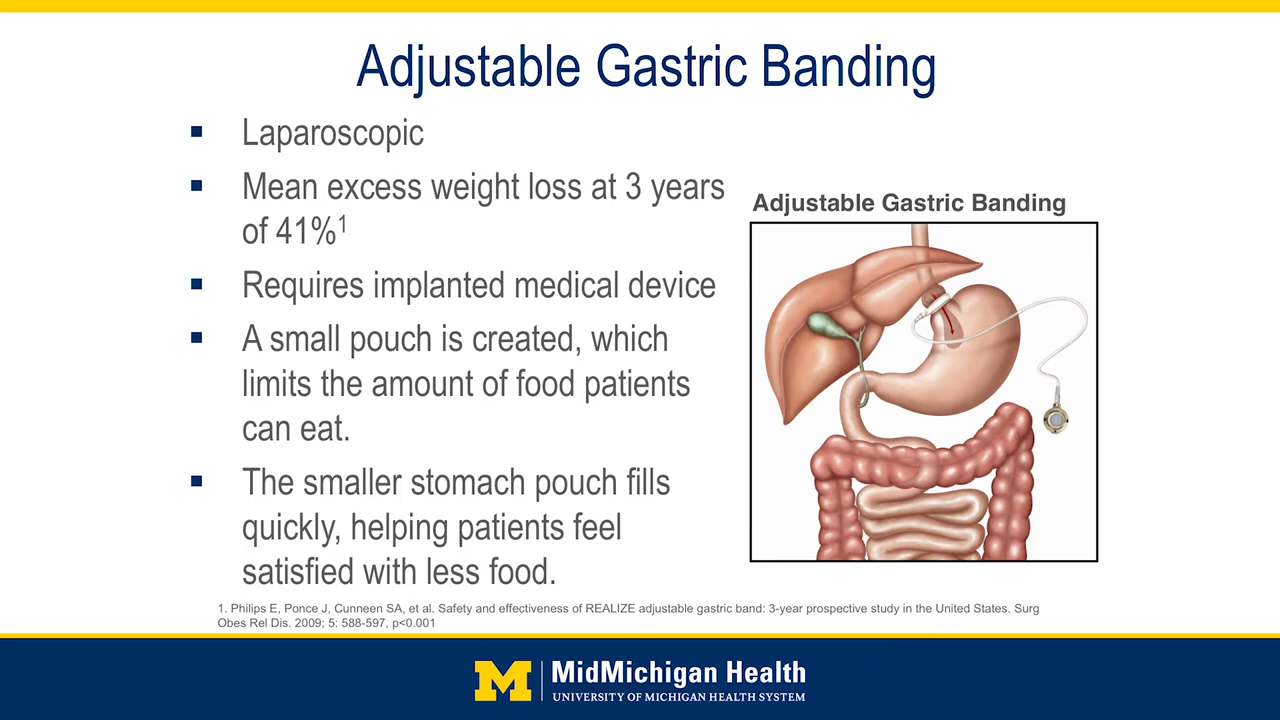 Adjustable Gastric Banding
▪ Laparoscopic
▪ Mean excess weight loss at 3 years
of 41%¹
▪ Requires implanted medical device
▪ A small pouch is created, which
limits the amount of food patients
can eat.
▪ The smaller stomach pouch fills
quickly, helping patients feel
satisfied with less food.
Adjustable Gastric Banding
1. Philips E, Ponce J, Cunneen SA, et al. Safety and effectiveness of REALIZE adjustable gastric band: 3-year prospective study in the United States. Surg
Obes Rel Dis. 2009; 5: 588-597, p<0.001
M MidMichigan Health
UNIVERSITY OF MICHIGAN HEALTH SYSTEM